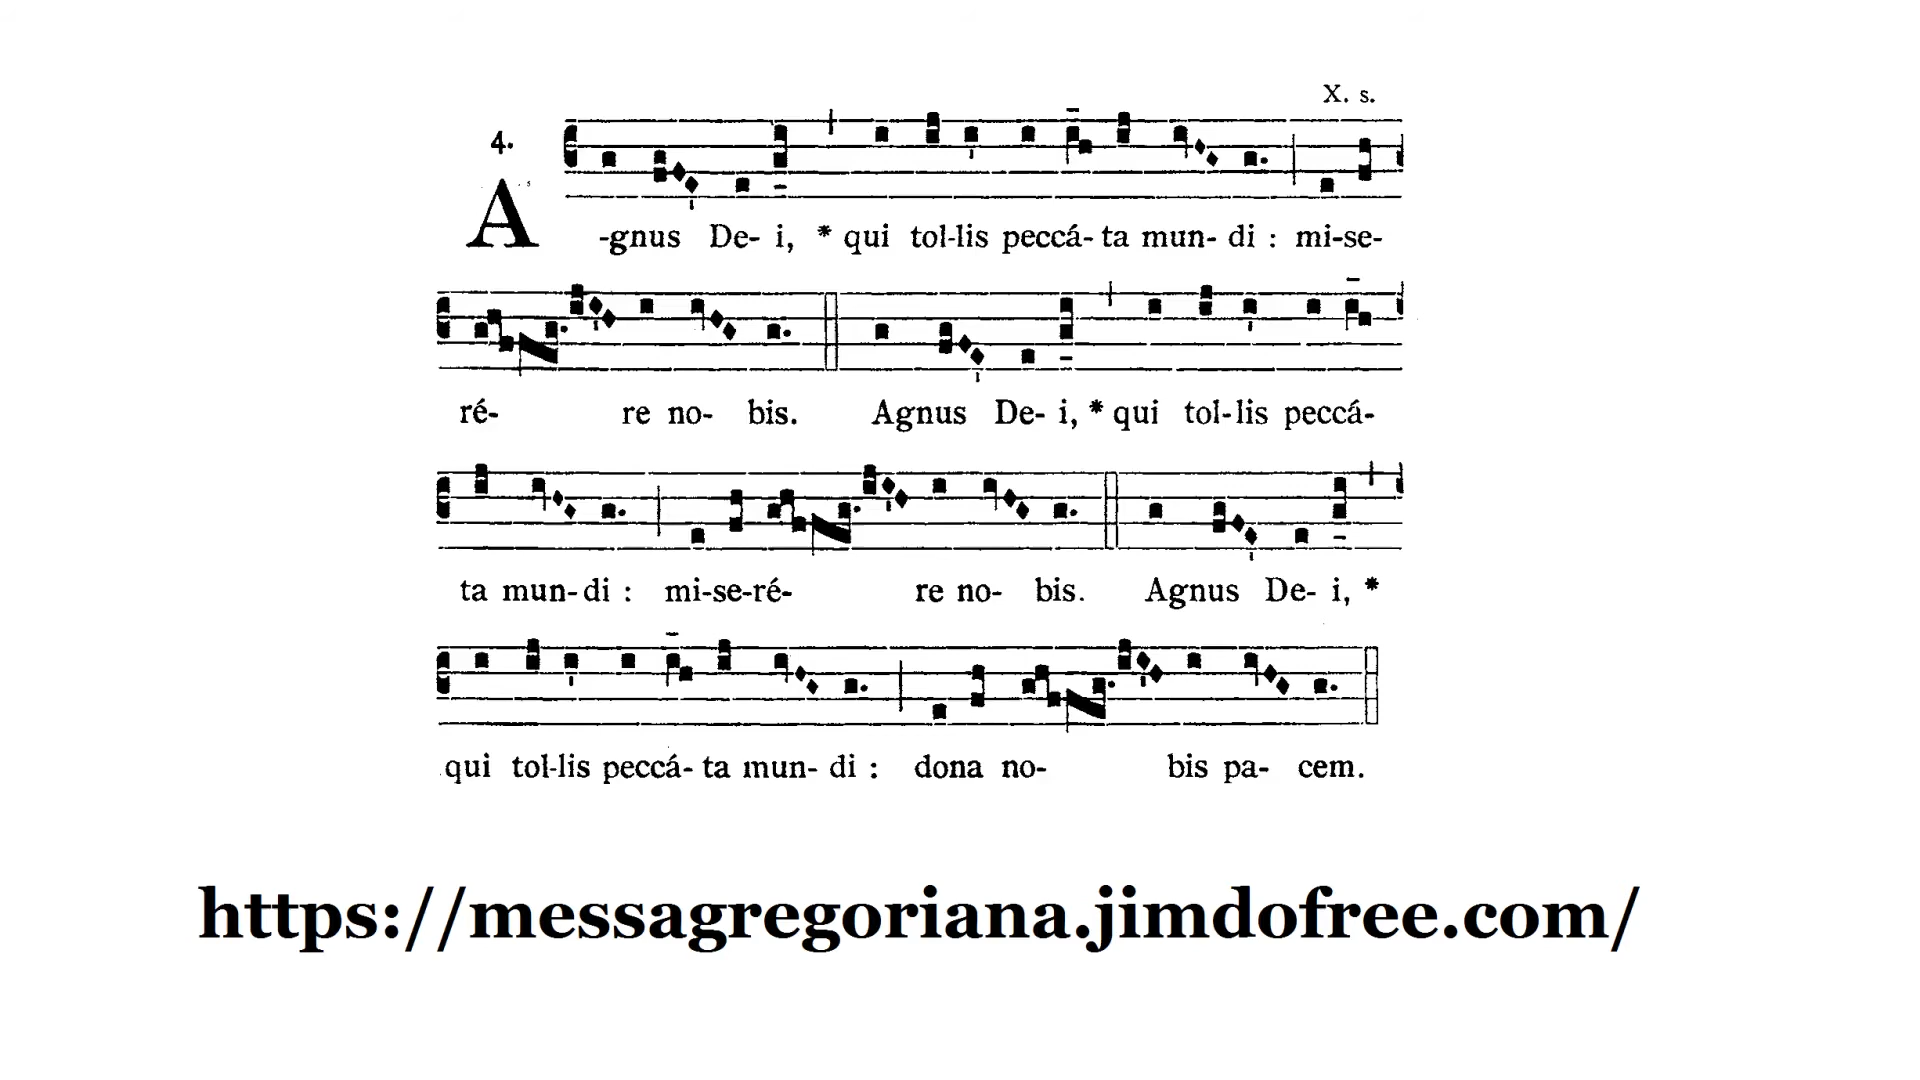 X. s.
4.
A-gnus De- i, * qui tol-lis peccá-ta mun- di : mi-se-
ré- re no- bis. Agnus De- i, * qui tol-lis peccá-
ta mun-di : mi-se-ré- re no- bis. Agnus De- i, *
qui tol-lis peccá-ta mun- di : dona no- bis pa- cem.
https://messagregoriana.jimdofree.com/